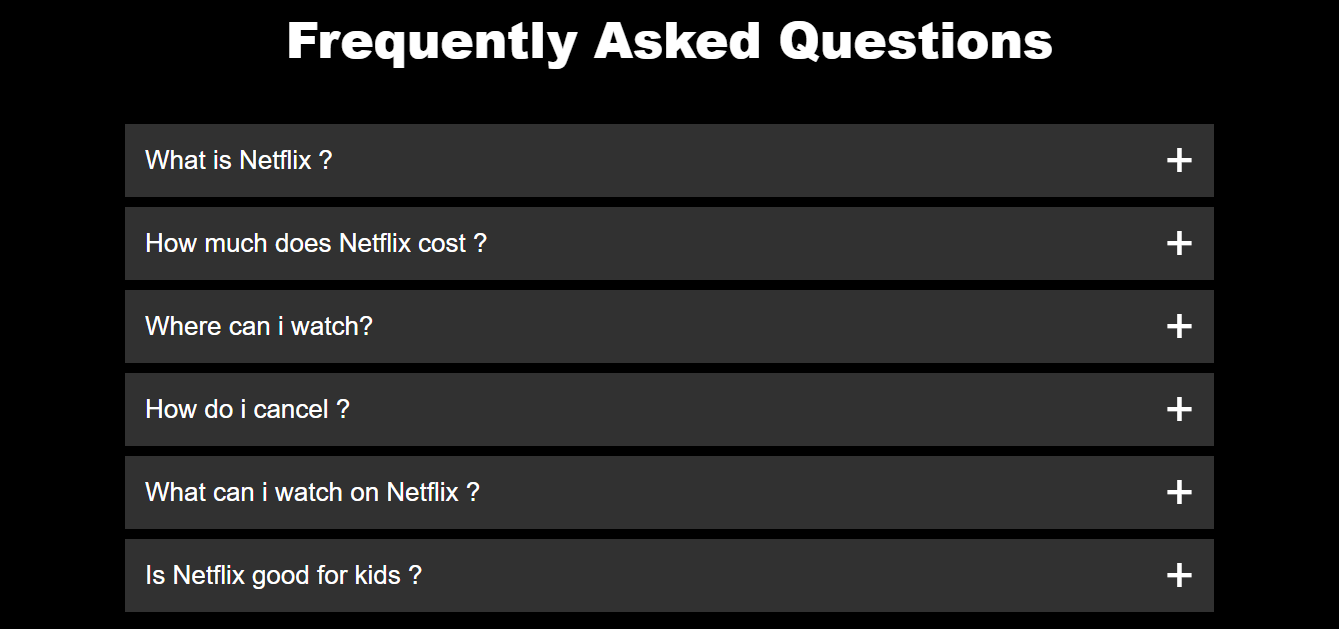 Frequently Asked Questions
What is Netflix ?
How much does Netflix cost ?
Where can i watch?
How do i cancel ?
What can i watch on Netflix ?
Is Netflix good for kids ?